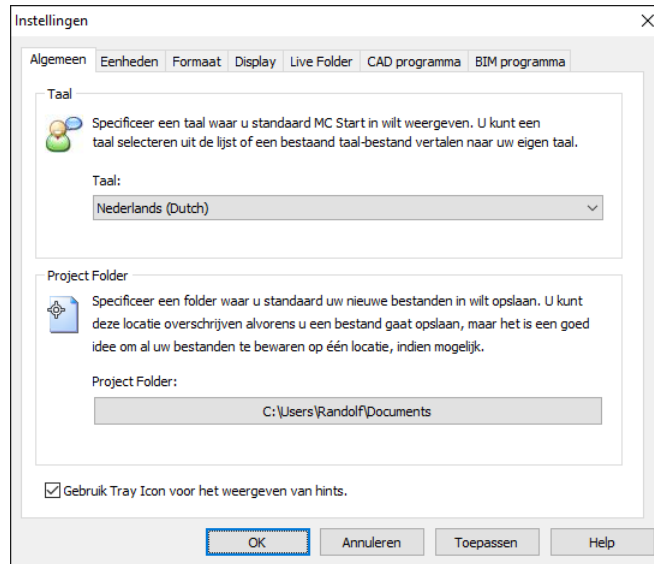 Instellingen
Algemeen Eenheden Formaat Display Live Folder CAD programma BIM programma
Taal
Specificeer een taal waar u standaard MC Start in wilt weergeven. U kunt een
taal selecteren uit de lijst of een bestaand taal-bestand vertalen naar uw eigen taal.
Taal:
Nederlands (Dutch)
Project Folder
Specificeer een folder waar u standaard uw nieuwe bestanden in wilt opslaan. U kunt
deze locatie overschrijven alvorens u een bestand gaat opslaan, maar het is een goed
idee om al uw bestanden te bewaren op één locatie, indien mogelijk.
Project Folder:
C:\Users\Randolf\Documents
Gebruik Tray Icon voor het weergeven van hints.
OK Annuleren Toepassen Help